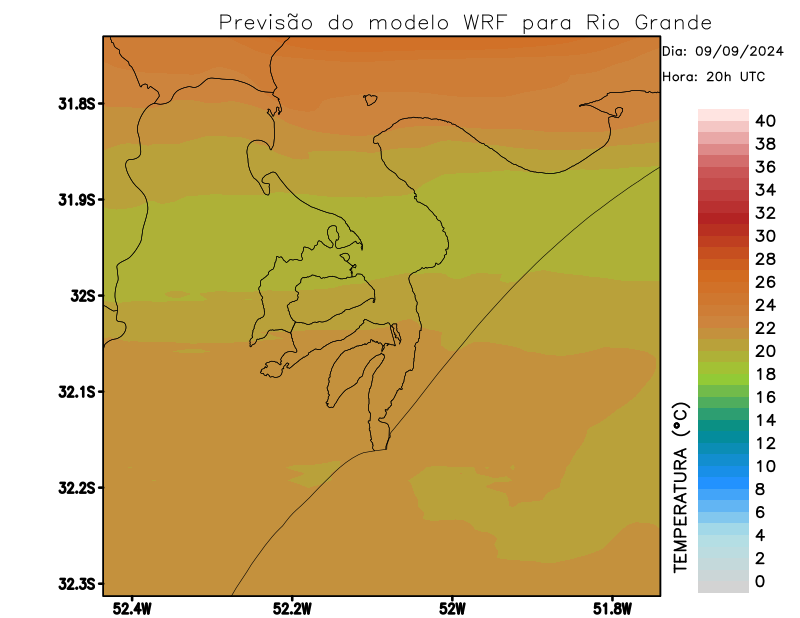 Previsão do modelo WRF para Rio Grande
Dia: 09/09/2024
Hora: 20h UTC
31.8S
31.9S
32S
32.1S
32.2S
32.3S
52.4W
52.2W
52W
51.8W
TEMPERATURA (°C)
40
38
36
34
32
30
28
26
24
22
20
18
16
14
12
10
8
6
4
2
0